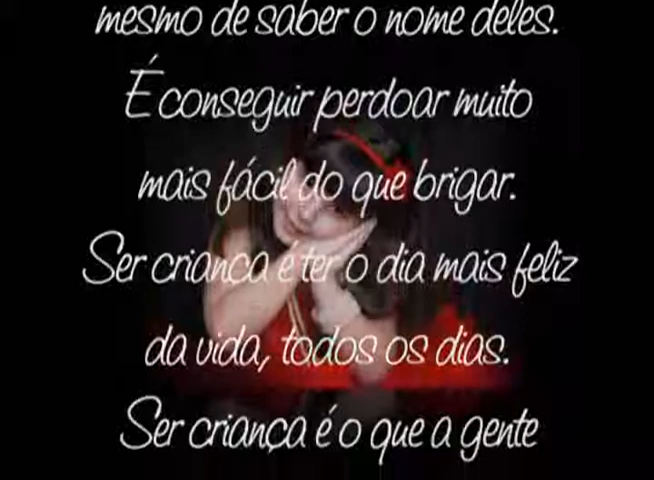 mesmo de saber o nome deles.
É conseguir perdoar muito
mais fácil do que brigar.
Ser criança é ter o dia mais feliz
da vida, todos os dias.
Ser criança é o que a gente